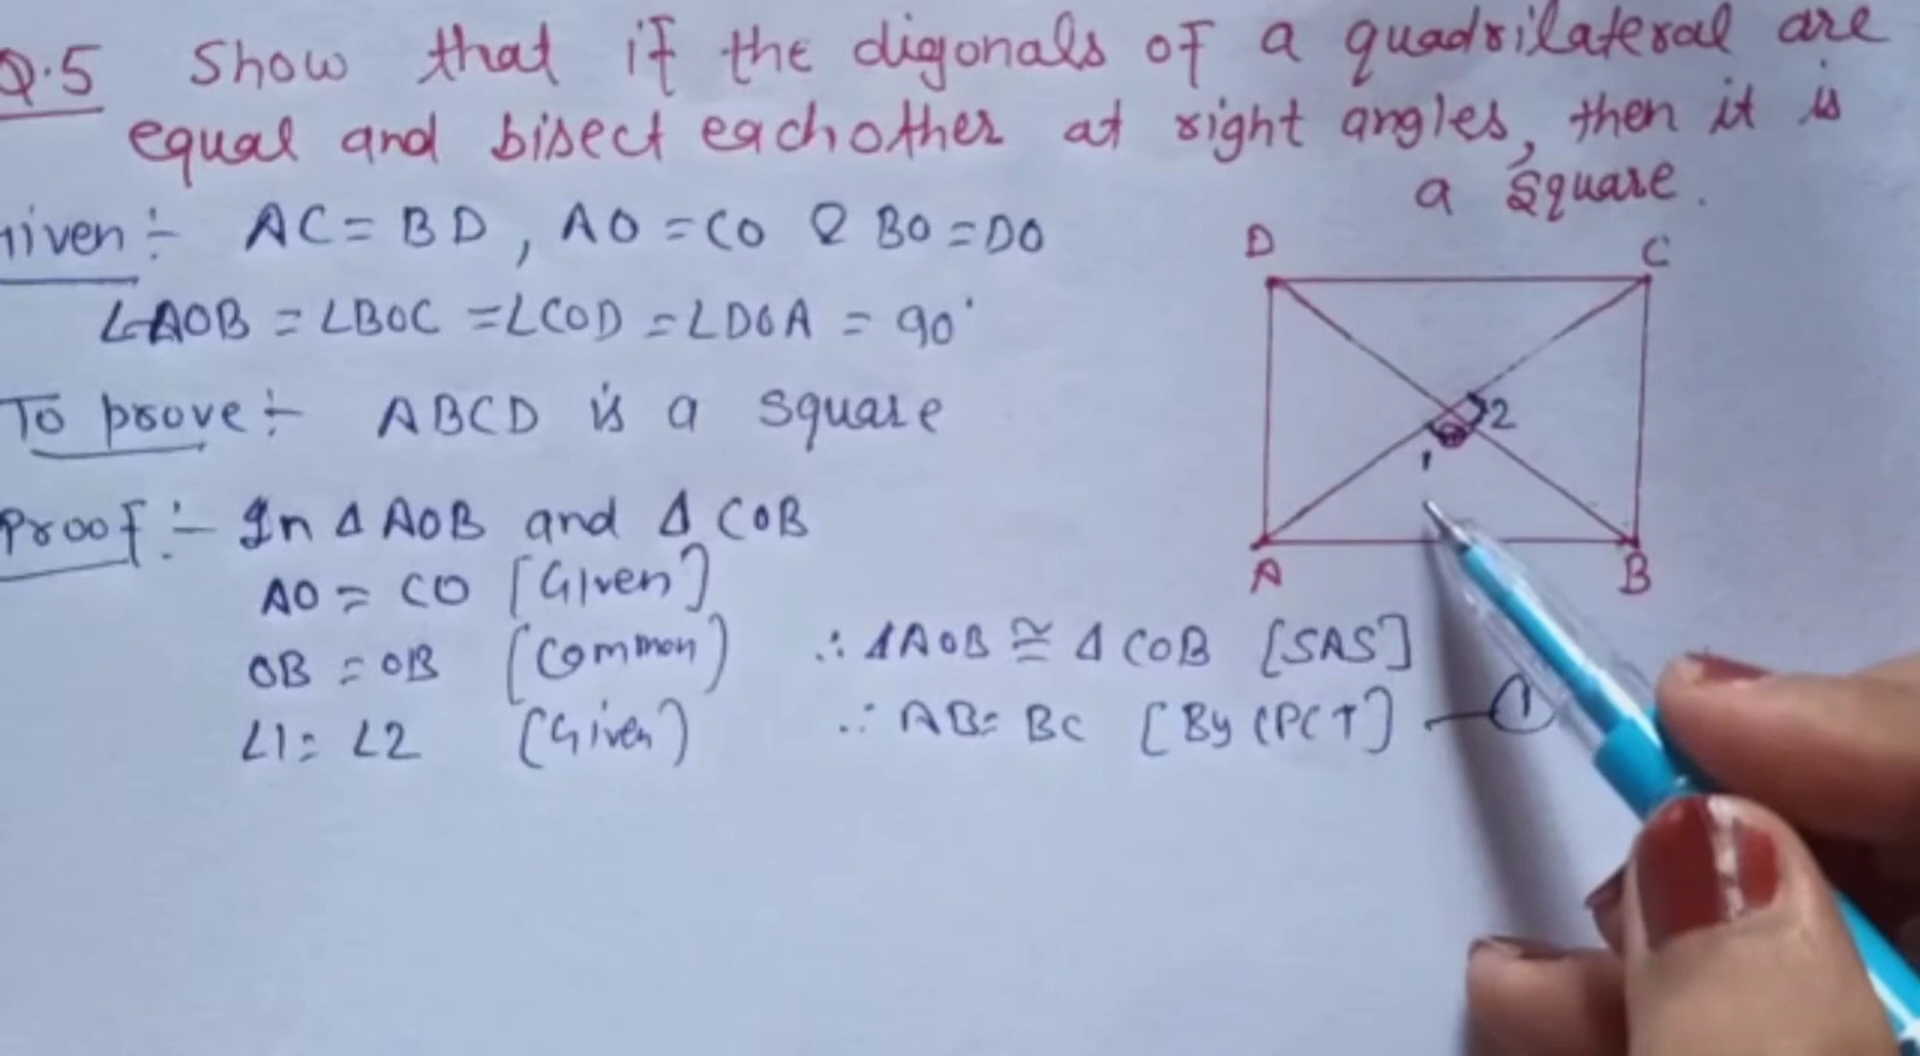 Q.5 Show that if the digonals of a quadrilateral are
equal and bisect eachother at right angles, then it is
a square.
Given :- AC = BD, AO = CO & BO = DO
∠AOB = ∠BOC = ∠COD = ∠DOA = 90°
To prove :- ABCD is a square
Proof :- In Δ AOB and Δ COB
AO = CO [Given]
OB = OB (Common)
∠1 = ∠2 (Given)
∴ ΔAOB ≅ Δ COB [SAS]
∴ AB = BC [By CPCT] — ①
D C
2
1
A B